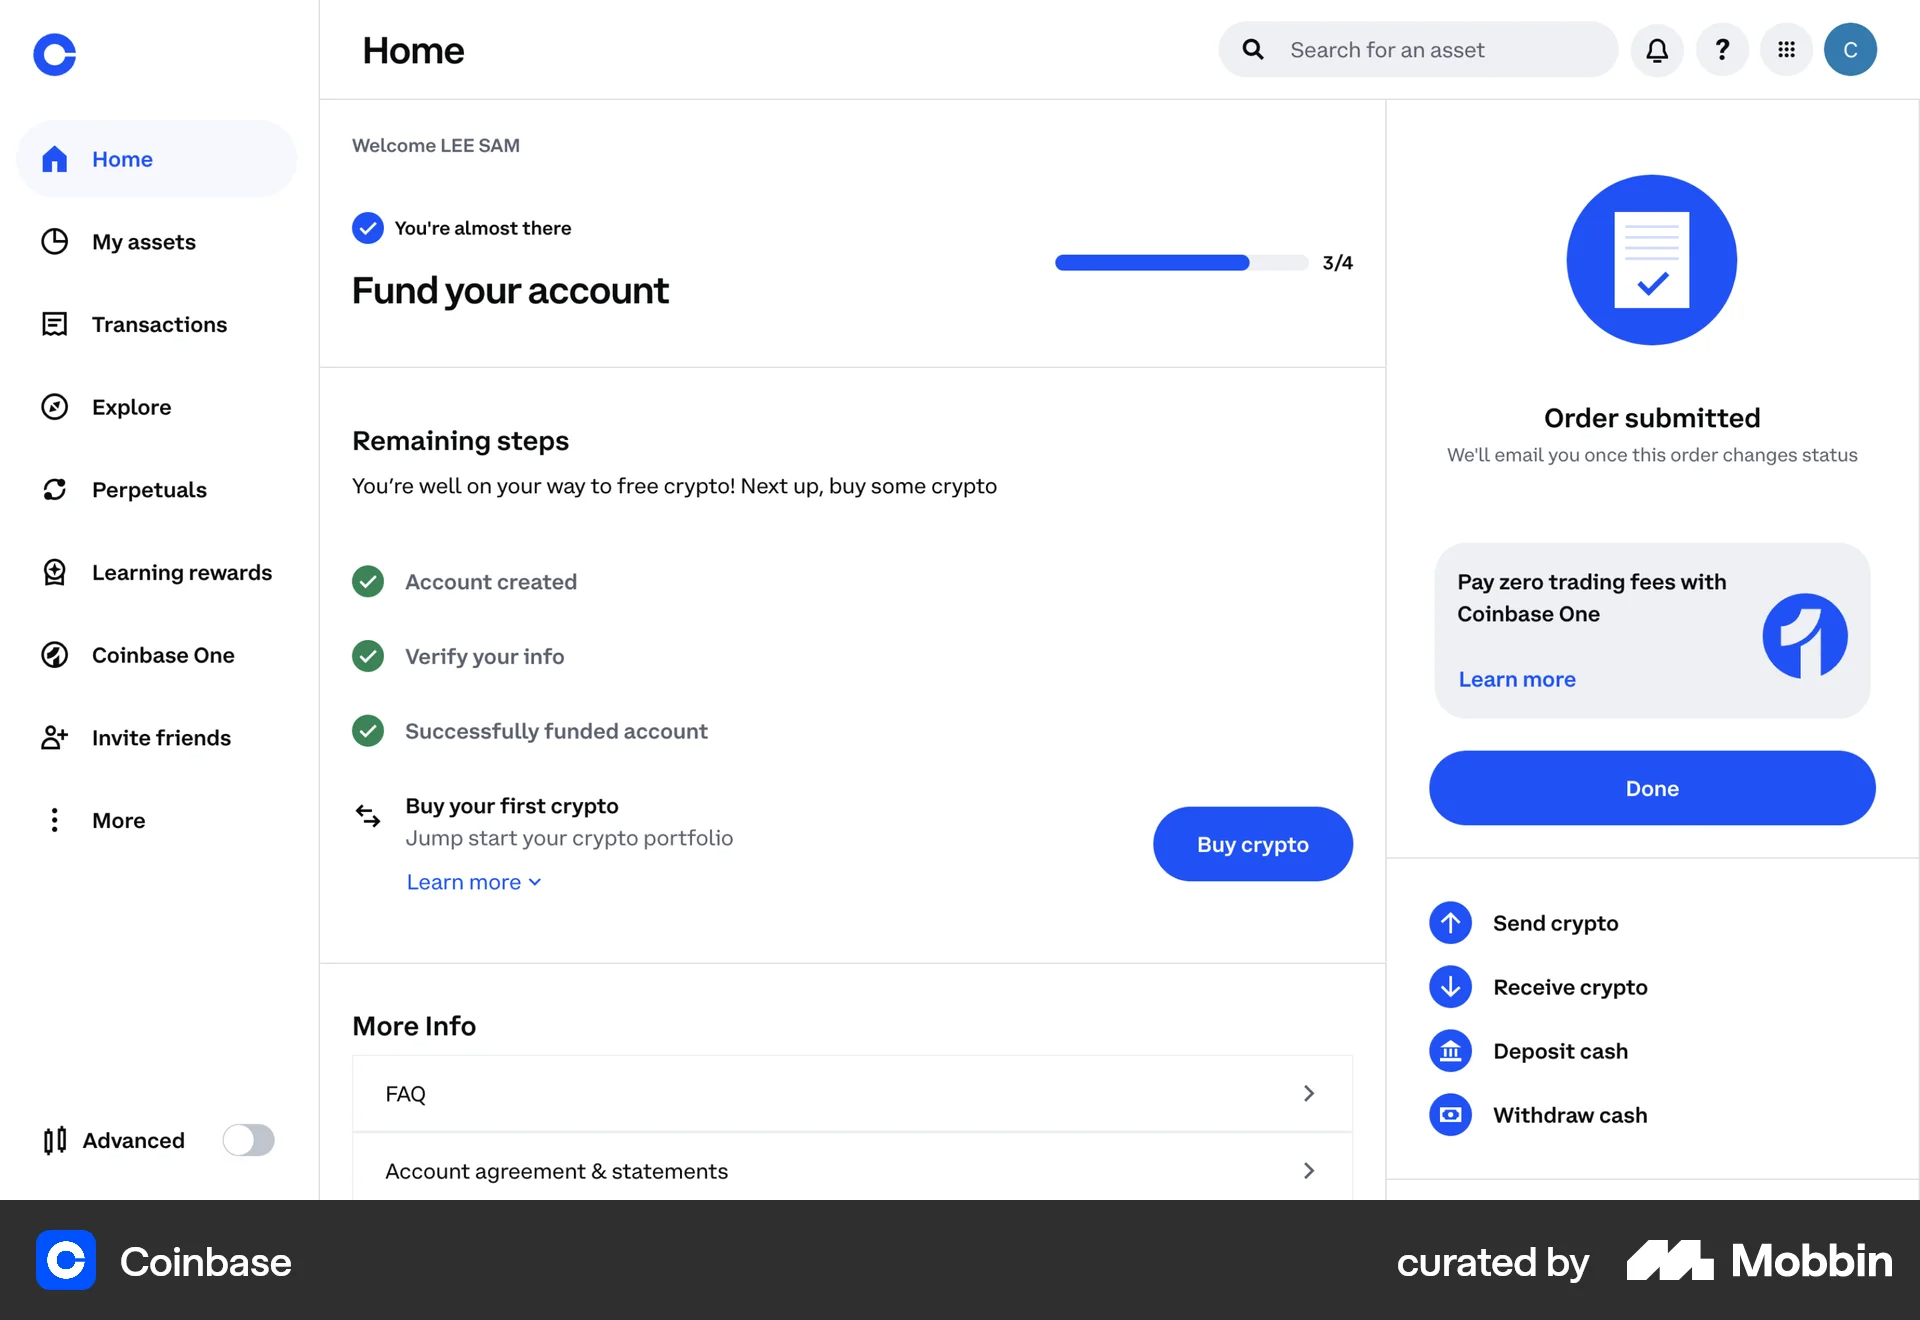 Home
Search for an asset
?
C
Home
My assets
Transactions
Explore
Perpetuals
Learning rewards
Coinbase One
Invite friends
More
Advanced
Welcome LEE SAM
You're almost there
Fund your account
3/4
Remaining steps
You’re well on your way to free crypto! Next up, buy some crypto
Account created
Verify your info
Successfully funded account
Buy your first crypto
Jump start your crypto portfolio
Learn more
Buy crypto
More Info
FAQ
Account agreement & statements
Order submitted
We'll email you once this order changes status
Pay zero trading fees with
Coinbase One
Learn more
Done
Send crypto
Receive crypto
Deposit cash
Withdraw cash
Coinbase
curated by
Mobbin